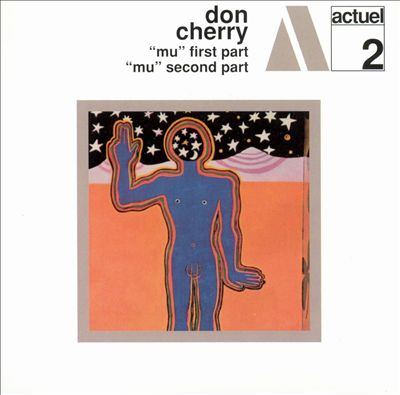 don
cherry
"mu" first part
"mu" second part
actuel
2